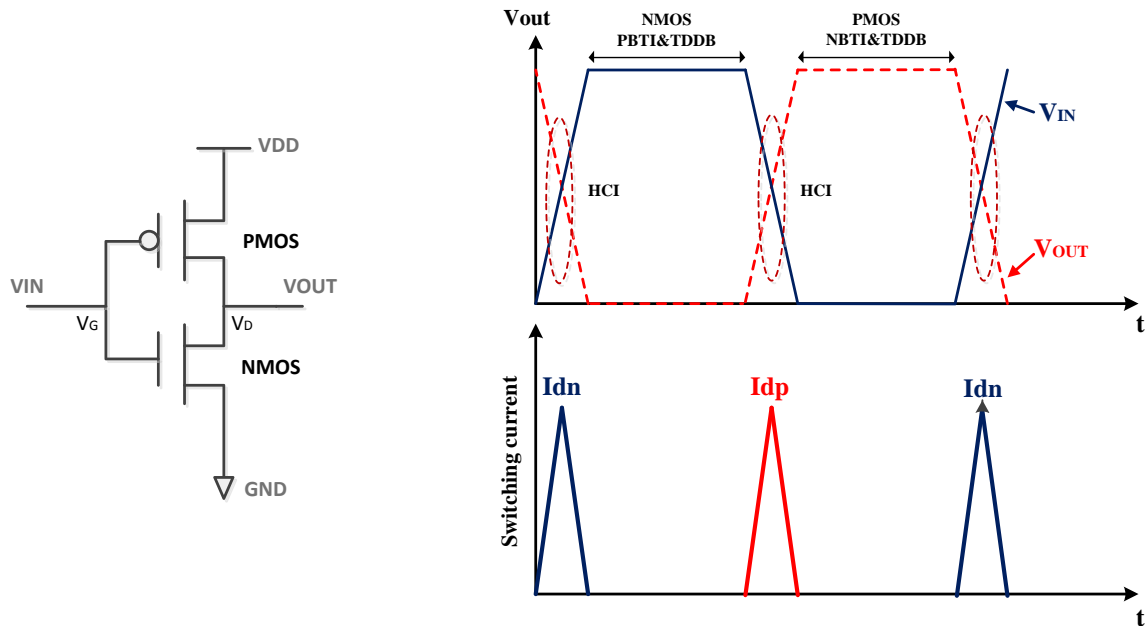 VDD
PMOS
VIN
VOUT
VG
VD
NMOS
GND
Vout
NMOS
PBTI&TDDB
PMOS
NBTI&TDDB
VIN
HCI
HCI
VOUT
t
Switching current
Idn
Idp
Idn
t